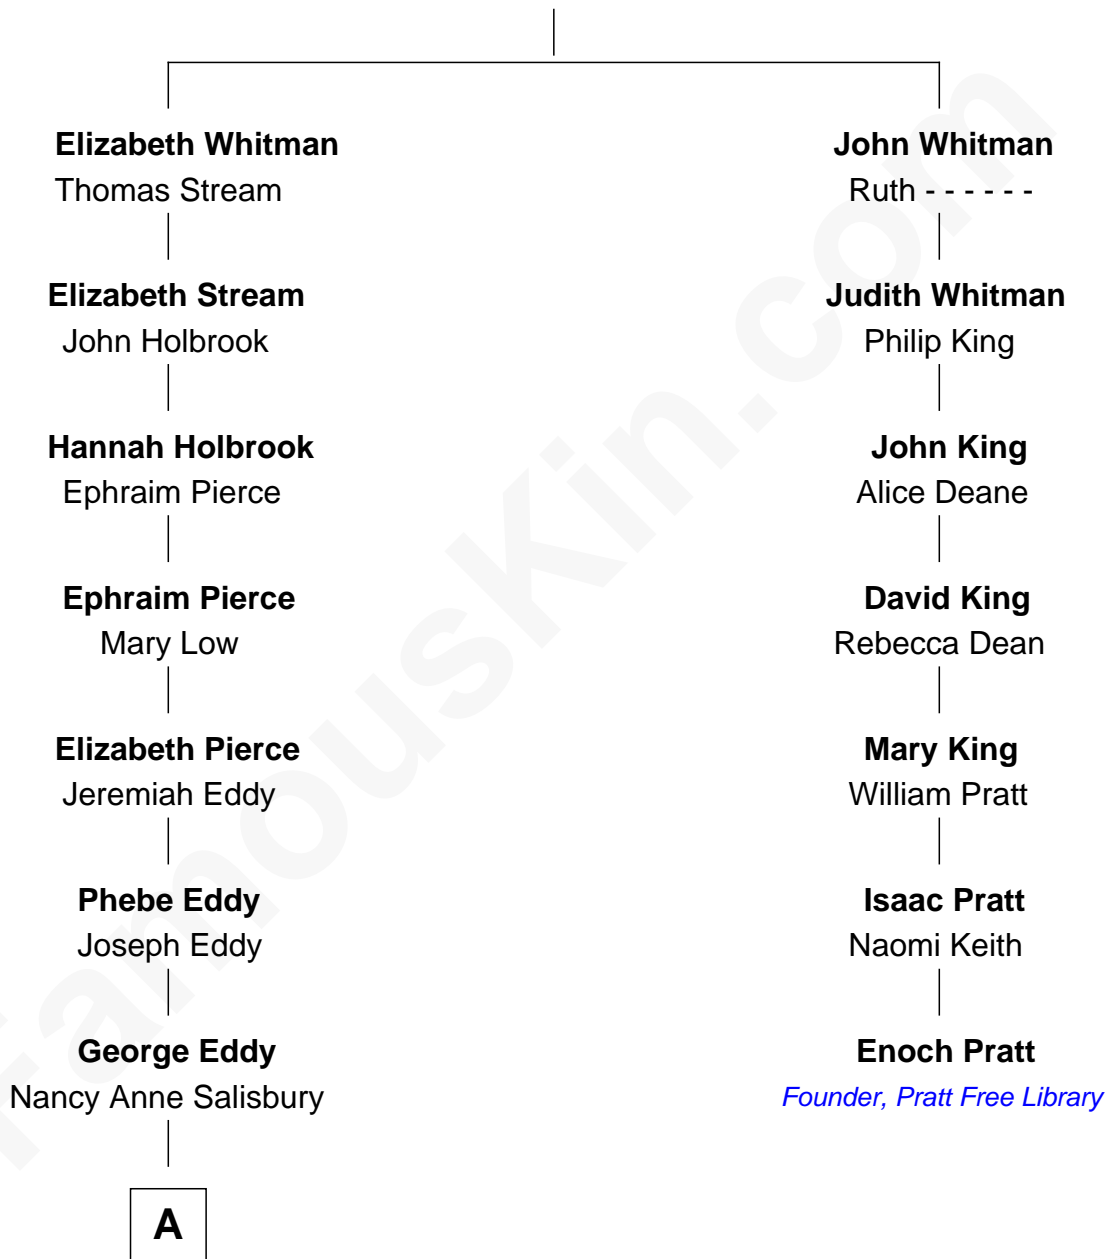 Elizabeth Whitman
Thomas Stream
John Whitman
Ruth - - - - - -
Elizabeth Stream
John Holbrook
Judith Whitman
Philip King
Hannah Holbrook
Ephraim Pierce
John King
Alice Deane
Ephraim Pierce
Mary Low
David King
Rebecca Dean
Elizabeth Pierce
Jeremiah Eddy
Mary King
William Pratt
Phebe Eddy
Joseph Eddy
Isaac Pratt
Naomi Keith
George Eddy
Nancy Anne Salisbury
Enoch Pratt
Founder, Pratt Free Library
A
FamousKin.com